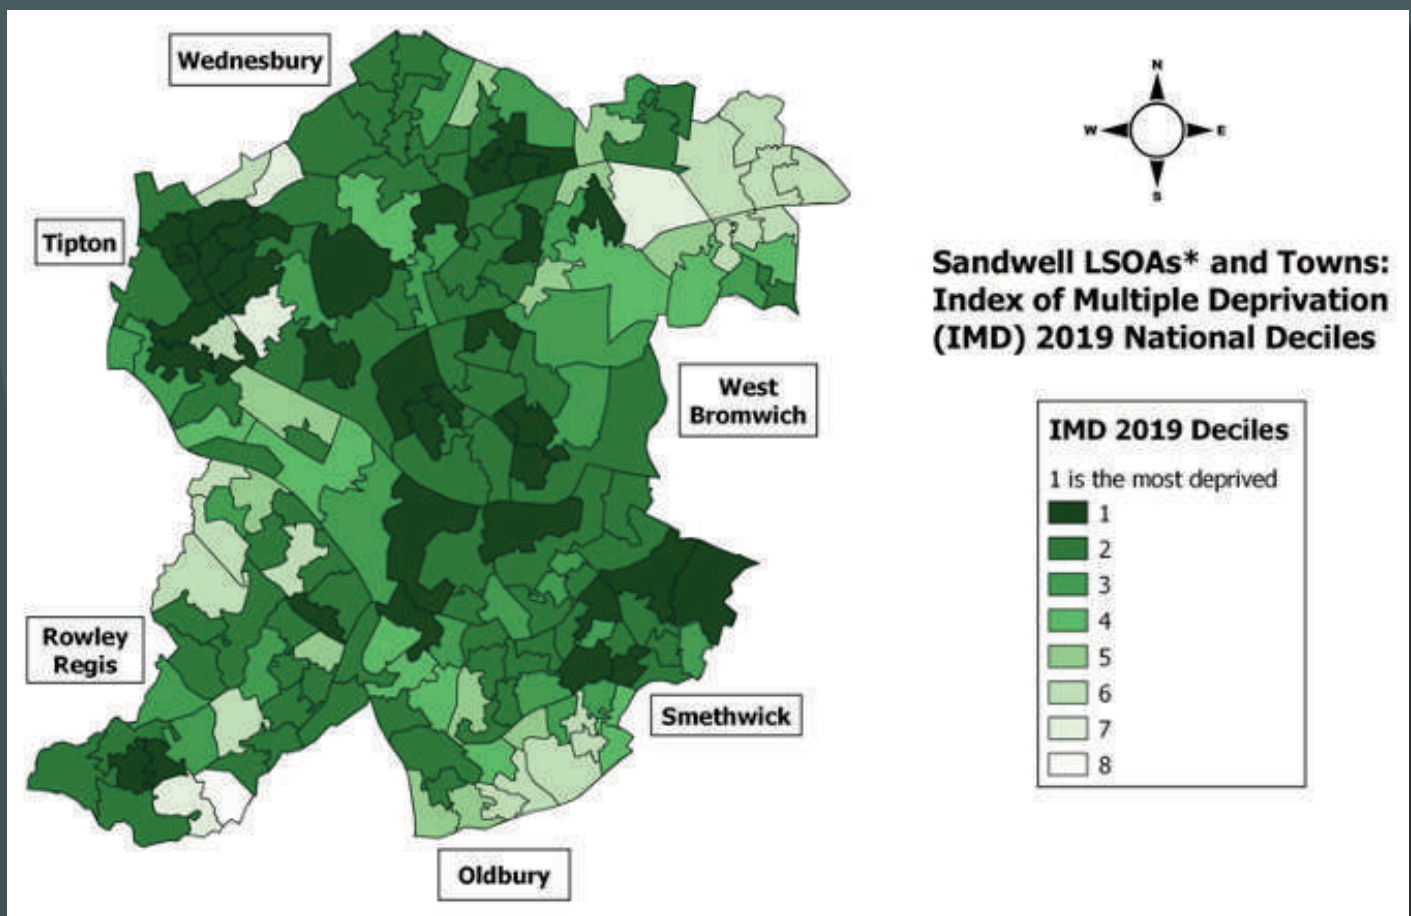 Wednesbury
Tipton
Rowley
Regis
Oldbury
Smethwick
West
Bromwich
N
W
E
S
Sandwell LSOAs* and Towns:
Index of Multiple Deprivation
(IMD) 2019 National Deciles
IMD 2019 Deciles
1 is the most deprived
1
2
3
4
5
6
7
8